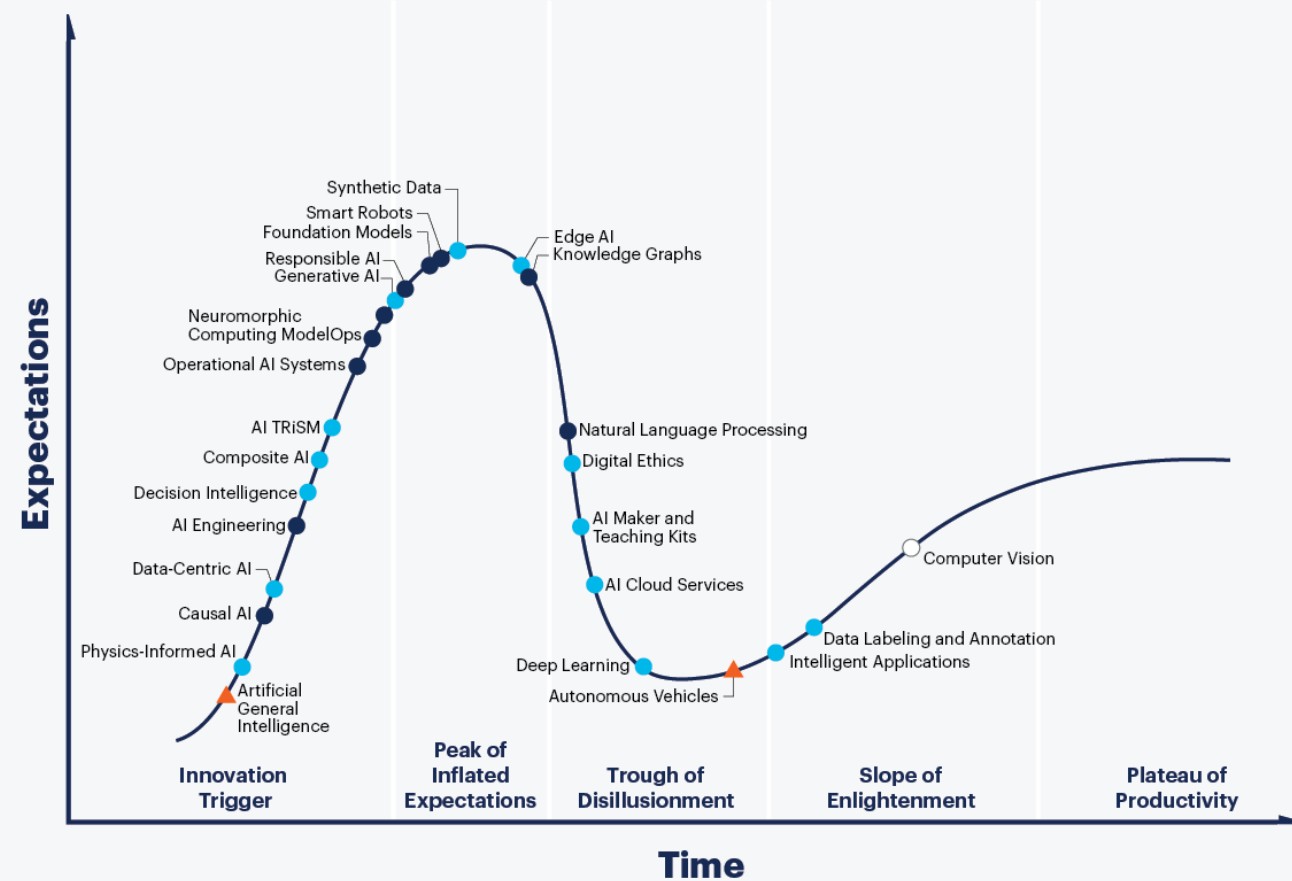 Expectations
Synthetic Data
Smart Robots
Foundation Models
Responsible AI
Generative AI
Neuromorphic
Computing ModelOps
Operational AI Systems
AI TRiSM
Composite AI
Decision Intelligence
AI Engineering
Data-Centric AI
Causal AI
Physics-Informed AI
Artificial
General
Intelligence
Edge AI
Knowledge Graphs
Natural Language Processing
Digital Ethics
AI Maker and
Teaching Kits
AI Cloud Services
Deep Learning
Autonomous Vehicles
Computer Vision
Data Labeling and Annotation
Intelligent Applications
Innovation
Trigger
Peak of
Inflated
Expectations
Trough of
Disillusionment
Slope of
Enlightenment
Plateau of
Productivity
Time